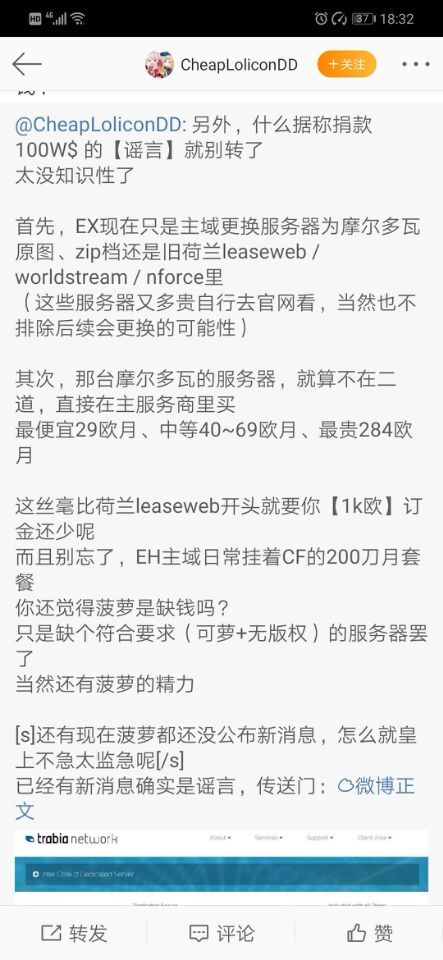 HD 4G 37 18:32
CheapLoliconDD
+关注
@CheapLoliconDD: 另外，什么据称捐款
100W$ 的【谣言】就别转了
太没知识性了
首先，EX现在只是主域更换服务器为摩尔多瓦
原图、zip档还是旧荷兰leaseweb /
worldstream / nforce里
（这些服务器又多贵自行去官网看，当然也不
排除后续会更换的可能性）
其次，那台摩尔多瓦的服务器，就算不在二
道，直接在主服务商里买
最便宜29欧月、中等40~69欧月、最贵284欧
月
这丝毫比荷兰leaseweb开头就要你【1k欧】订
金还少呢
而且别忘了，EH主域日常挂着CF的200刀月套
餐
你还觉得菠萝是缺钱吗？
只是缺个符合要求（可萝+无版权）的服务器罢
了
当然还有菠萝的精力
[s]还有现在菠萝都还没公布新消息，怎么就皇
上不急太监急呢[/s]
已经有新消息确实是谣言，传送门：微博正
文
trabia network
About Services Support Client Area
Intel Core i7 Dedicated Server
转发 评论 赞